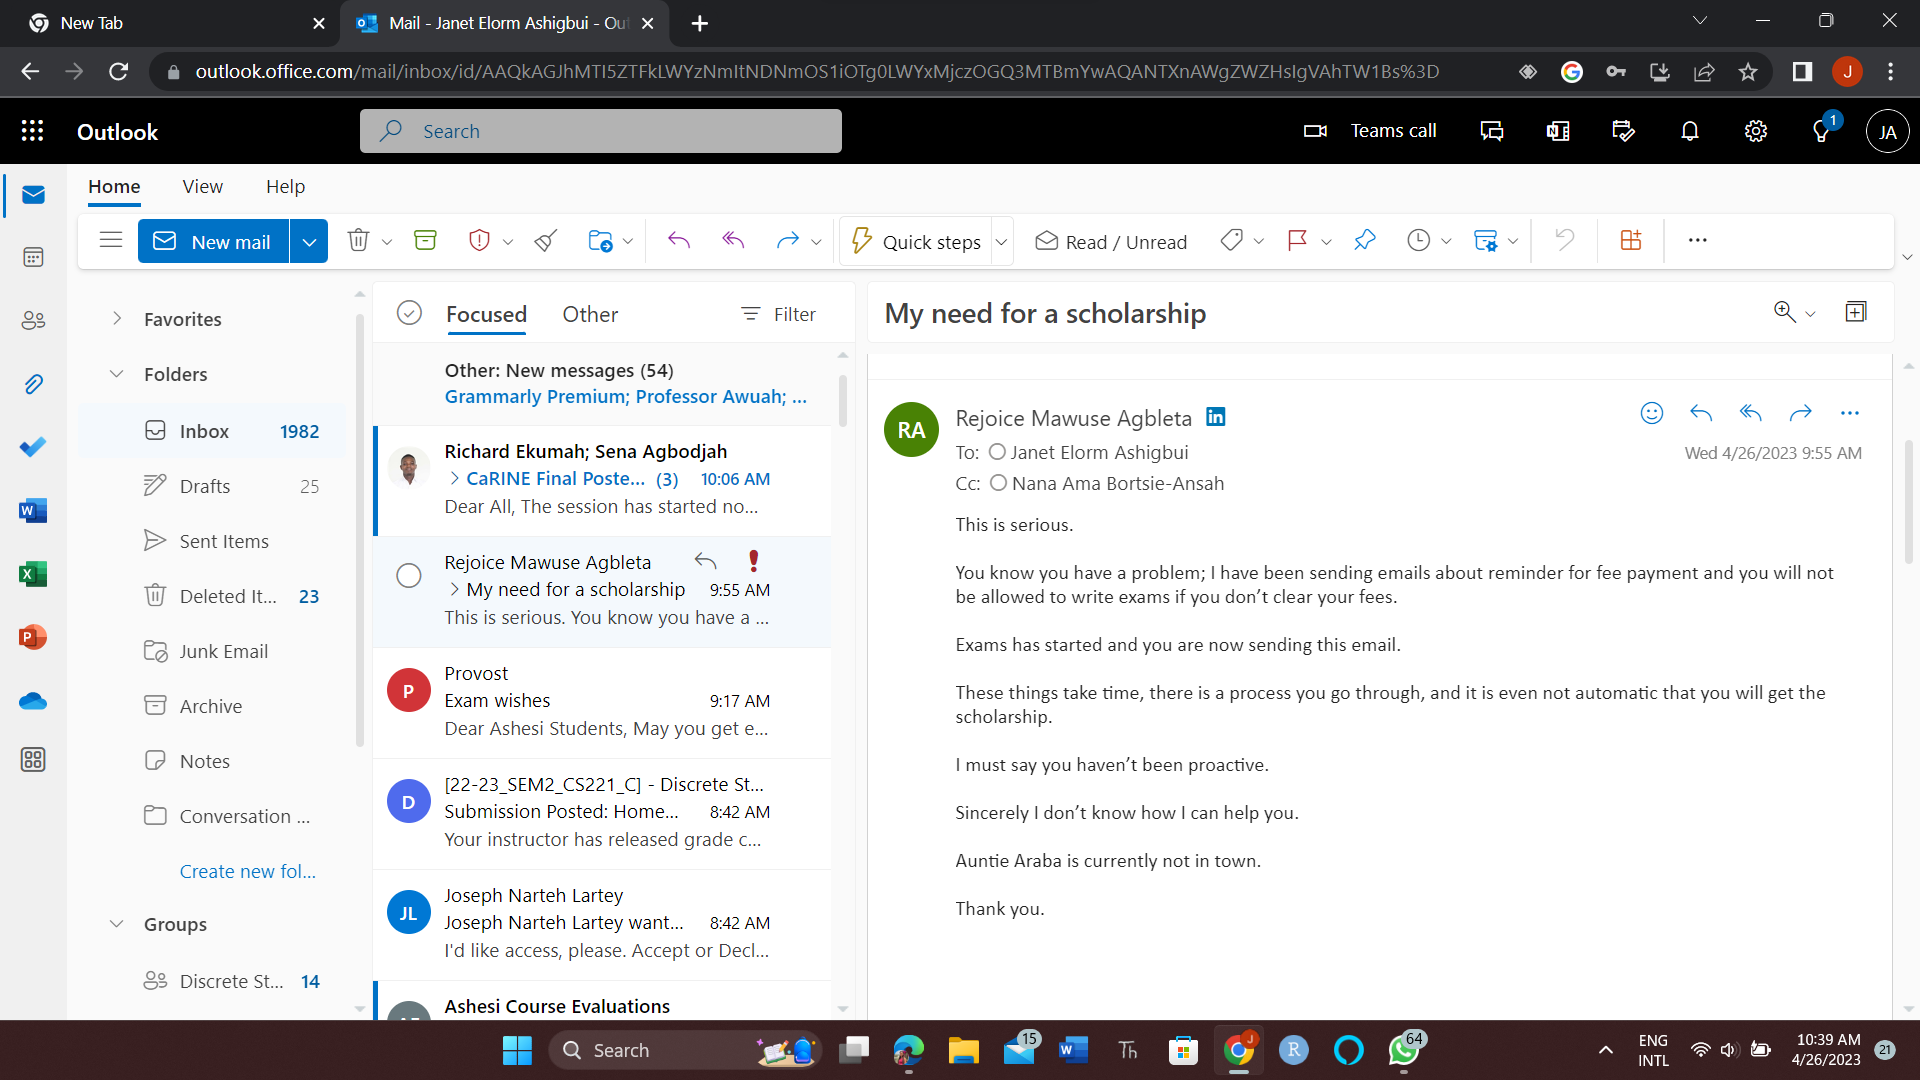 New Tab
Mail - Janet Elorm Ashigbui - Out
outlook.office.com/mail/inbox/id/AAQkAGJhMTI5ZTFkLWYzNmItNDNmOS1iOTg0LWYxMjczOGQ3MTBmYwAQANTXnAWgZWZHsIgVAhTW1Bs%3D
J
Outlook
Search
Teams call
1
JA
Home
View
Help
New mail
Quick steps
Read / Unread
Favorites
Folders
Inbox 1982
Drafts 25
Sent Items
Deleted It... 23
Junk Email
Archive
Notes
Conversation ...
Create new fol...
Groups
Discrete St... 14
Focused
Other
Filter
Other: New messages (54)
Grammarly Premium; Professor Awuah; ...
Richard Ekumah; Sena Agbodjah
CaRINE Final Poste... (3) 10:06 AM
Dear All, The session has started no...
Rejoice Mawuse Agbleta
My need for a scholarship 9:55 AM
This is serious. You know you have a ...
P
Provost
Exam wishes 9:17 AM
Dear Ashesi Students, May you get e...
D
[22-23_SEM2_CS221_C] - Discrete St...
Submission Posted: Home... 8:42 AM
Your instructor has released grade c...
JL
Joseph Narteh Lartey
Joseph Narteh Lartey want... 8:42 AM
I'd like access, please. Accept or Decl...
Ashesi Course Evaluations
My need for a scholarship
RA
Rejoice Mawuse Agbleta
To: Janet Elorm Ashigbui
Wed 4/26/2023 9:55 AM
Cc: Nana Ama Bortsie-Ansah
This is serious.
You know you have a problem; I have been sending emails about reminder for fee payment and you will not
be allowed to write exams if you don’t clear your fees.
Exams has started and you are now sending this email.
These things take time, there is a process you go through, and it is even not automatic that you will get the
scholarship.
I must say you haven’t been proactive.
Sincerely I don’t know how I can help you.
Auntie Araba is currently not in town.
Thank you.
Search
15
Th
J
R
64
ENG
INTL
10:39 AM
4/26/2023
21